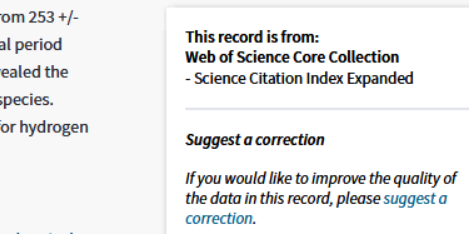 rom 253 +/-
al period
ealed the
species.
for hydrogen
This record is from:
Web of Science Core Collection
- Science Citation Index Expanded
Suggest a correction
If you would like to improve the quality of
the data in this record, please suggest a
correction.